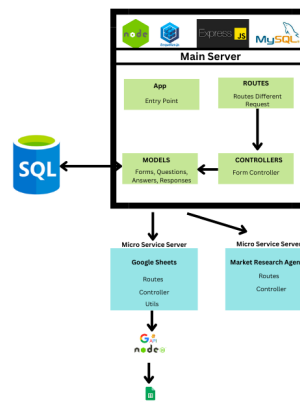 node
Sequelize
Express
JS
MySQL
Main Server
App
Entry Point
ROUTES
Routes Different
Request
SQL
MODELS
Forms, Questions,
Answers, Responses
CONTROLLERS
Form Controller
Micro Service Server
Google Sheets
Routes
Controller
Utils
Micro Service Server
Market Research Agen
Routes
Controller
G API
node